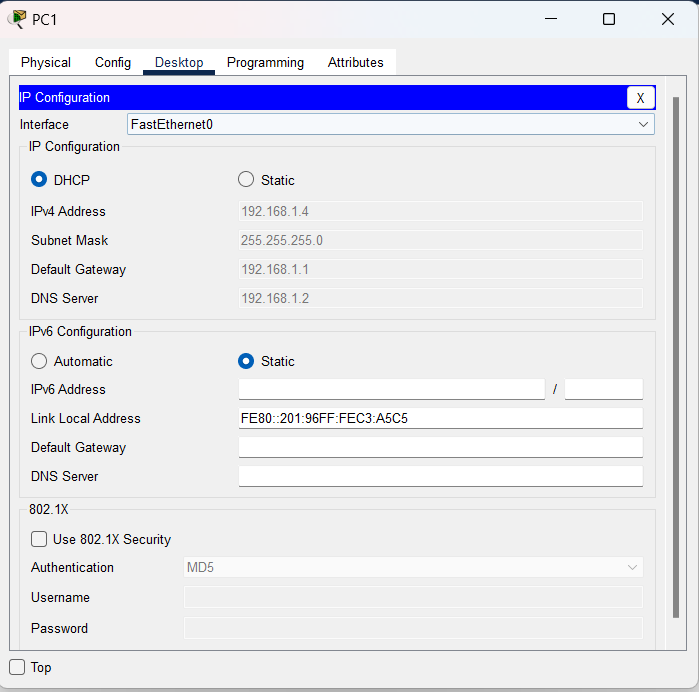 PC1
Physical Config Desktop Programming Attributes
IP Configuration X
Interface FastEthernet0
IP Configuration
DHCP Static
IPv4 Address 192.168.1.4
Subnet Mask 255.255.255.0
Default Gateway 192.168.1.1
DNS Server 192.168.1.2
IPv6 Configuration
Automatic Static
IPv6 Address /
Link Local Address FE80::201:96FF:FEC3:A5C5
Default Gateway
DNS Server
802.1X
Use 802.1X Security
Authentication MD5
Username
Password
Top